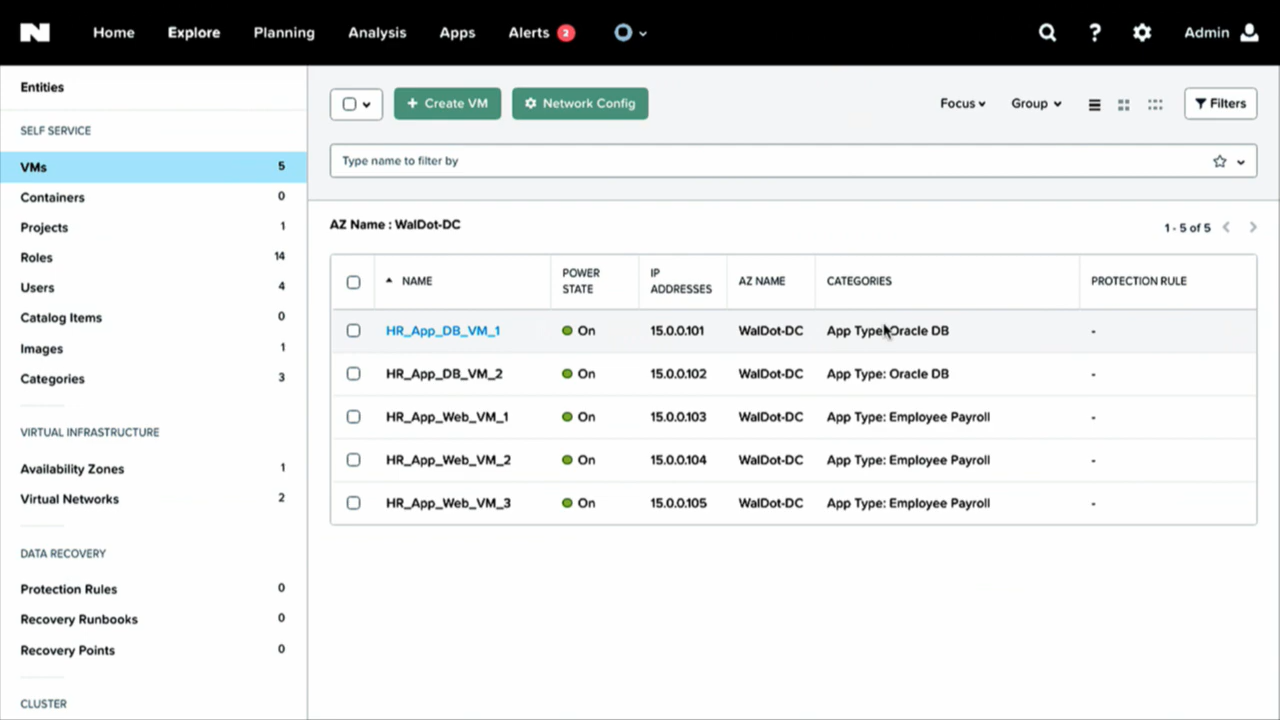 N Home Explore Planning Analysis Apps Alerts 2 Admin
Entities
SELF SERVICE
VMs 5
Containers 0
Projects 1
Roles 14
Users 4
Catalog Items 0
Images 1
Categories 3
VIRTUAL INFRASTRUCTURE
Availability Zones 1
Virtual Networks 2
DATA RECOVERY
Protection Rules 0
Recovery Runbooks 0
Recovery Points 0
CLUSTER
+ Create VM Network Config Focus Group Filters
Type name to filter by
AZ Name : WalDot-DC 1 - 5 of 5
NAME POWER STATE IP ADDRESSES AZ NAME CATEGORIES PROTECTION RULE
HR_App_DB_VM_1 On 15.0.0.101 WalDot-DC App Type: Oracle DB -
HR_App_DB_VM_2 On 15.0.0.102 WalDot-DC App Type: Oracle DB -
HR_App_Web_VM_1 On 15.0.0.103 WalDot-DC App Type: Employee Payroll -
HR_App_Web_VM_2 On 15.0.0.104 WalDot-DC App Type: Employee Payroll -
HR_App_Web_VM_3 On 15.0.0.105 WalDot-DC App Type: Employee Payroll -